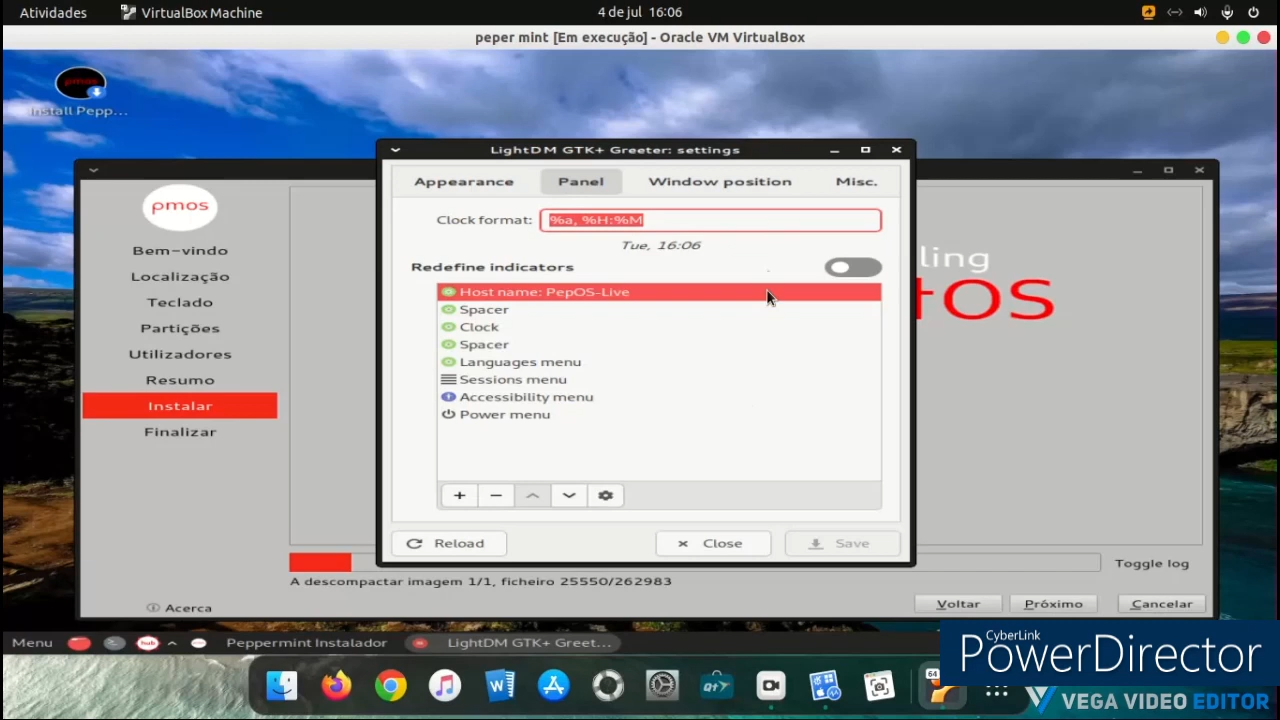 Atividades
VirtualBox Machine
4 de jul 16:06
peper mint [Em execução] - Oracle VM VirtualBox
pmos
Install Pepp...
LightDM GTK+ Greeter: settings
Appearance
Panel
Window position
Misc.
pmos
Clock format:
%a, %H:%M
Tue, 16:06
Bem-vindo
Localização
Teclado
Partições
Utilizadores
Resumo
Instalar
Finalizar
Redefine indicators
Host name: PepOS-Live
Spacer
Clock
Spacer
Languages menu
Sessions menu
Accessibility menu
Power menu
ling
OS
Reload
Close
Save
Toggle log
A descompactar imagem 1/1, ficheiro 25550/262983
Acerca
Voltar
Próximo
Cancelar
Menu
hub
Peppermint Instalador
LightDM GTK+ Greet...
64
CyberLink
PowerDirector
VEGA VIDEO EDITOR